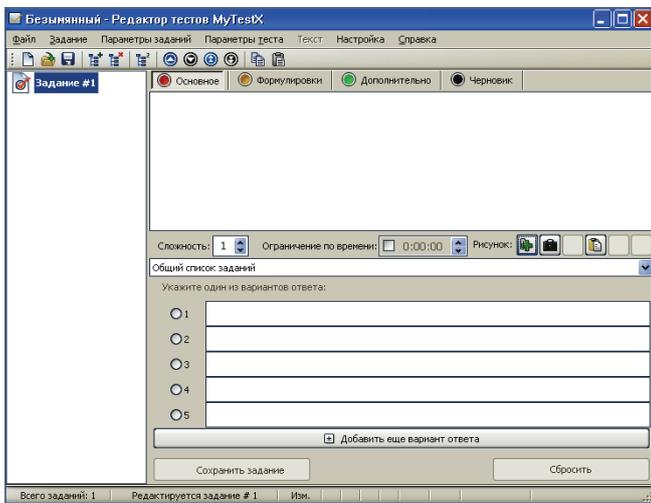 Безымянный - Редактор тестов MyTestX
Файл Задание Параметры заданий Параметры теста Текст Настройка Справка
Задание #1
Основное Формулировки Дополнительно Черновик
Сложность: 1 Ограничение по времени: 0:00:00 Рисунок:
Общий список заданий
Укажите один из вариантов ответа:
1
2
3
4
5
Добавить еще вариант ответа
Сохранить задание Сбросить
Всего заданий: 1 Редактируется задание # 1 Изм.